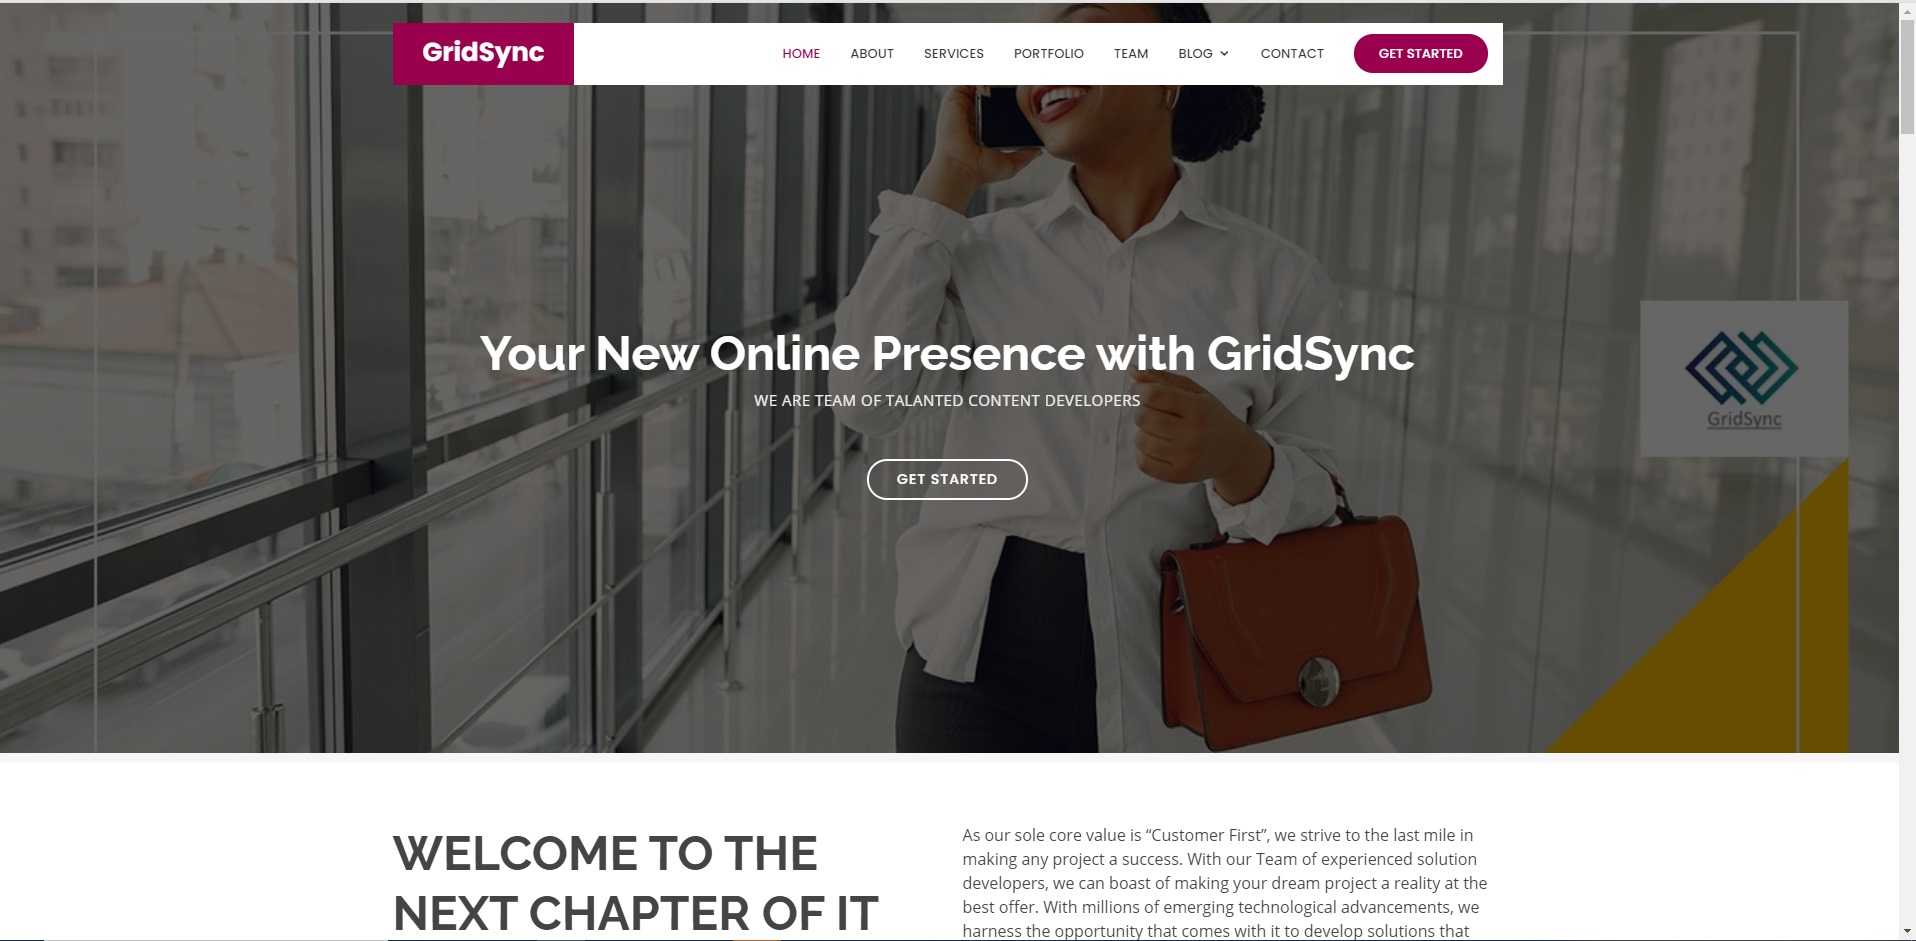 GridSync
HOME ABOUT SERVICES PORTFOLIO TEAM BLOG CONTACT GET STARTED
Your New Online Presence with GridSync
WE ARE TEAM OF TALANTED CONTENT DEVELOPERS
GridSync
GET STARTED
WELCOME TO THE
NEXT CHAPTER OF IT
As our sole core value is “Customer First”, we strive to the last mile in
making any project a success. With our Team of experienced solution
developers, we can boast of making your dream project a reality at the
best offer. With millions of emerging technological advancements, we
harness the opportunity that comes with it to develop solutions that